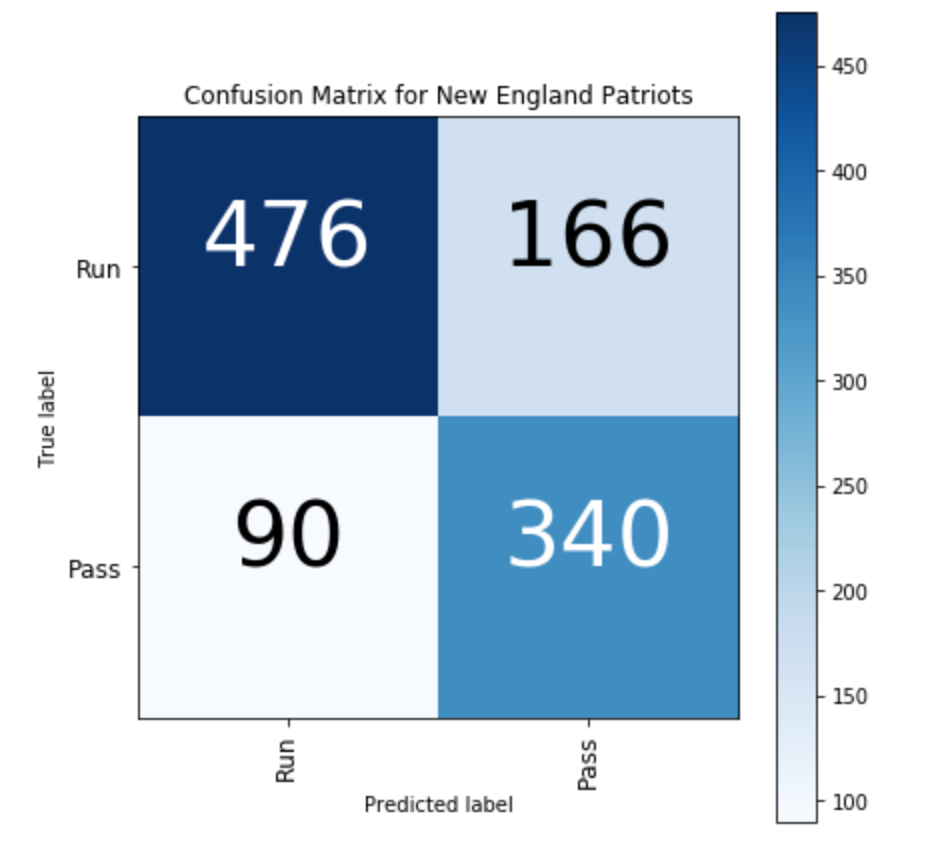 Confusion Matrix for New England Patriots
476 166
Run
90 340
Pass
True label
Run Pass
Predicted label
450
400
350
300
250
200
150
100